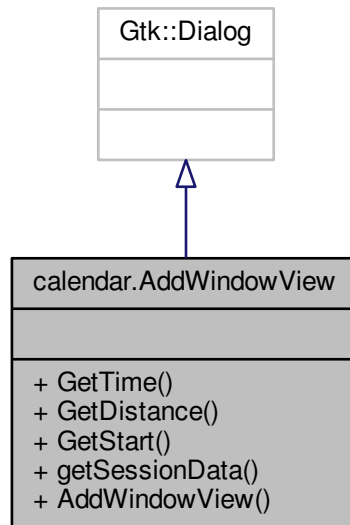 Gtk::Dialog
calendar.AddWindowView
+ GetTime()
+ GetDistance()
+ GetStart()
+ getSessionData()
+ AddWindowView()